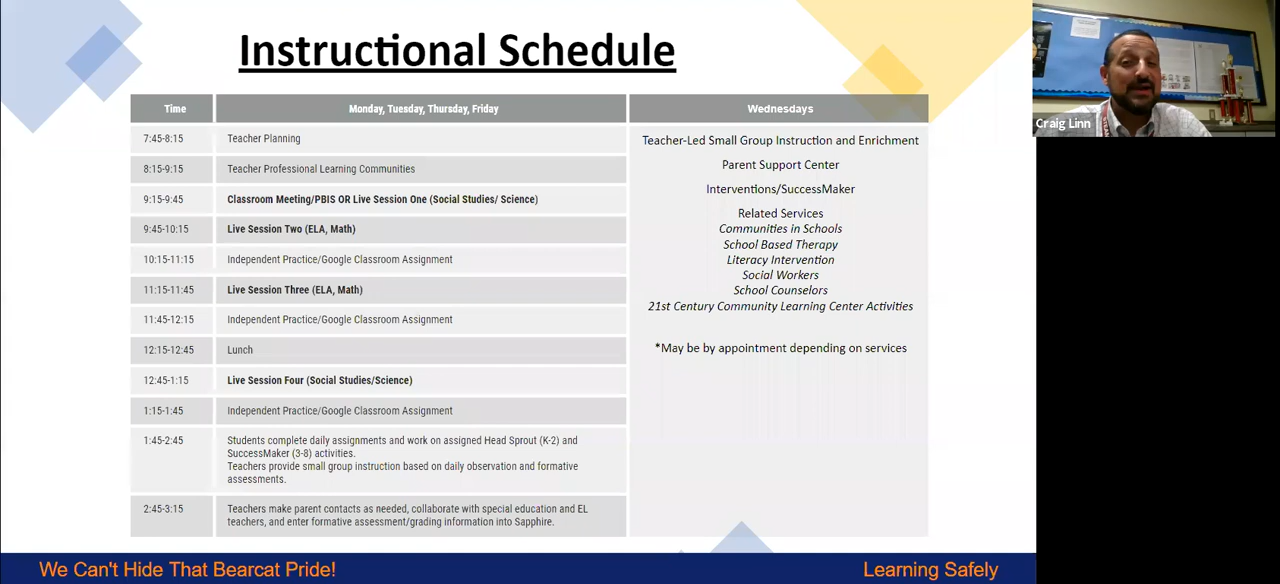 Instructional Schedule
Time Monday, Tuesday, Thursday, Friday Wednesdays
7:45-8:15 Teacher Planning
8:15-9:15 Teacher Professional Learning Communities
9:15-9:45 Classroom Meeting/PBIS OR Live Session One (Social Studies/ Science)
9:45-10:15 Live Session Two (ELA, Math)
10:15-11:15 Independent Practice/Google Classroom Assignment
11:15-11:45 Live Session Three (ELA, Math)
11:45-12:15 Independent Practice/Google Classroom Assignment
12:15-12:45 Lunch
12:45-1:15 Live Session Four (Social Studies/Science)
1:15-1:45 Independent Practice/Google Classroom Assignment
1:45-2:45 Students complete daily assignments and work on assigned Head Sprout (K-2) and
SuccessMaker (3-8) activities.
Teachers provide small group instruction based on daily observation and formative
assessments.
2:45-3:15 Teachers make parent contacts as needed, collaborate with special education and EL
teachers, and enter formative assessment/grading information into Sapphire.
Teacher-Led Small Group Instruction and Enrichment
Parent Support Center
Interventions/SuccessMaker
Related Services
Communities in Schools
School Based Therapy
Literacy Intervention
Social Workers
School Counselors
21st Century Community Learning Center Activities
*May be by appointment depending on services
Craig Linn
We Can't Hide That Bearcat Pride!
Learning Safely